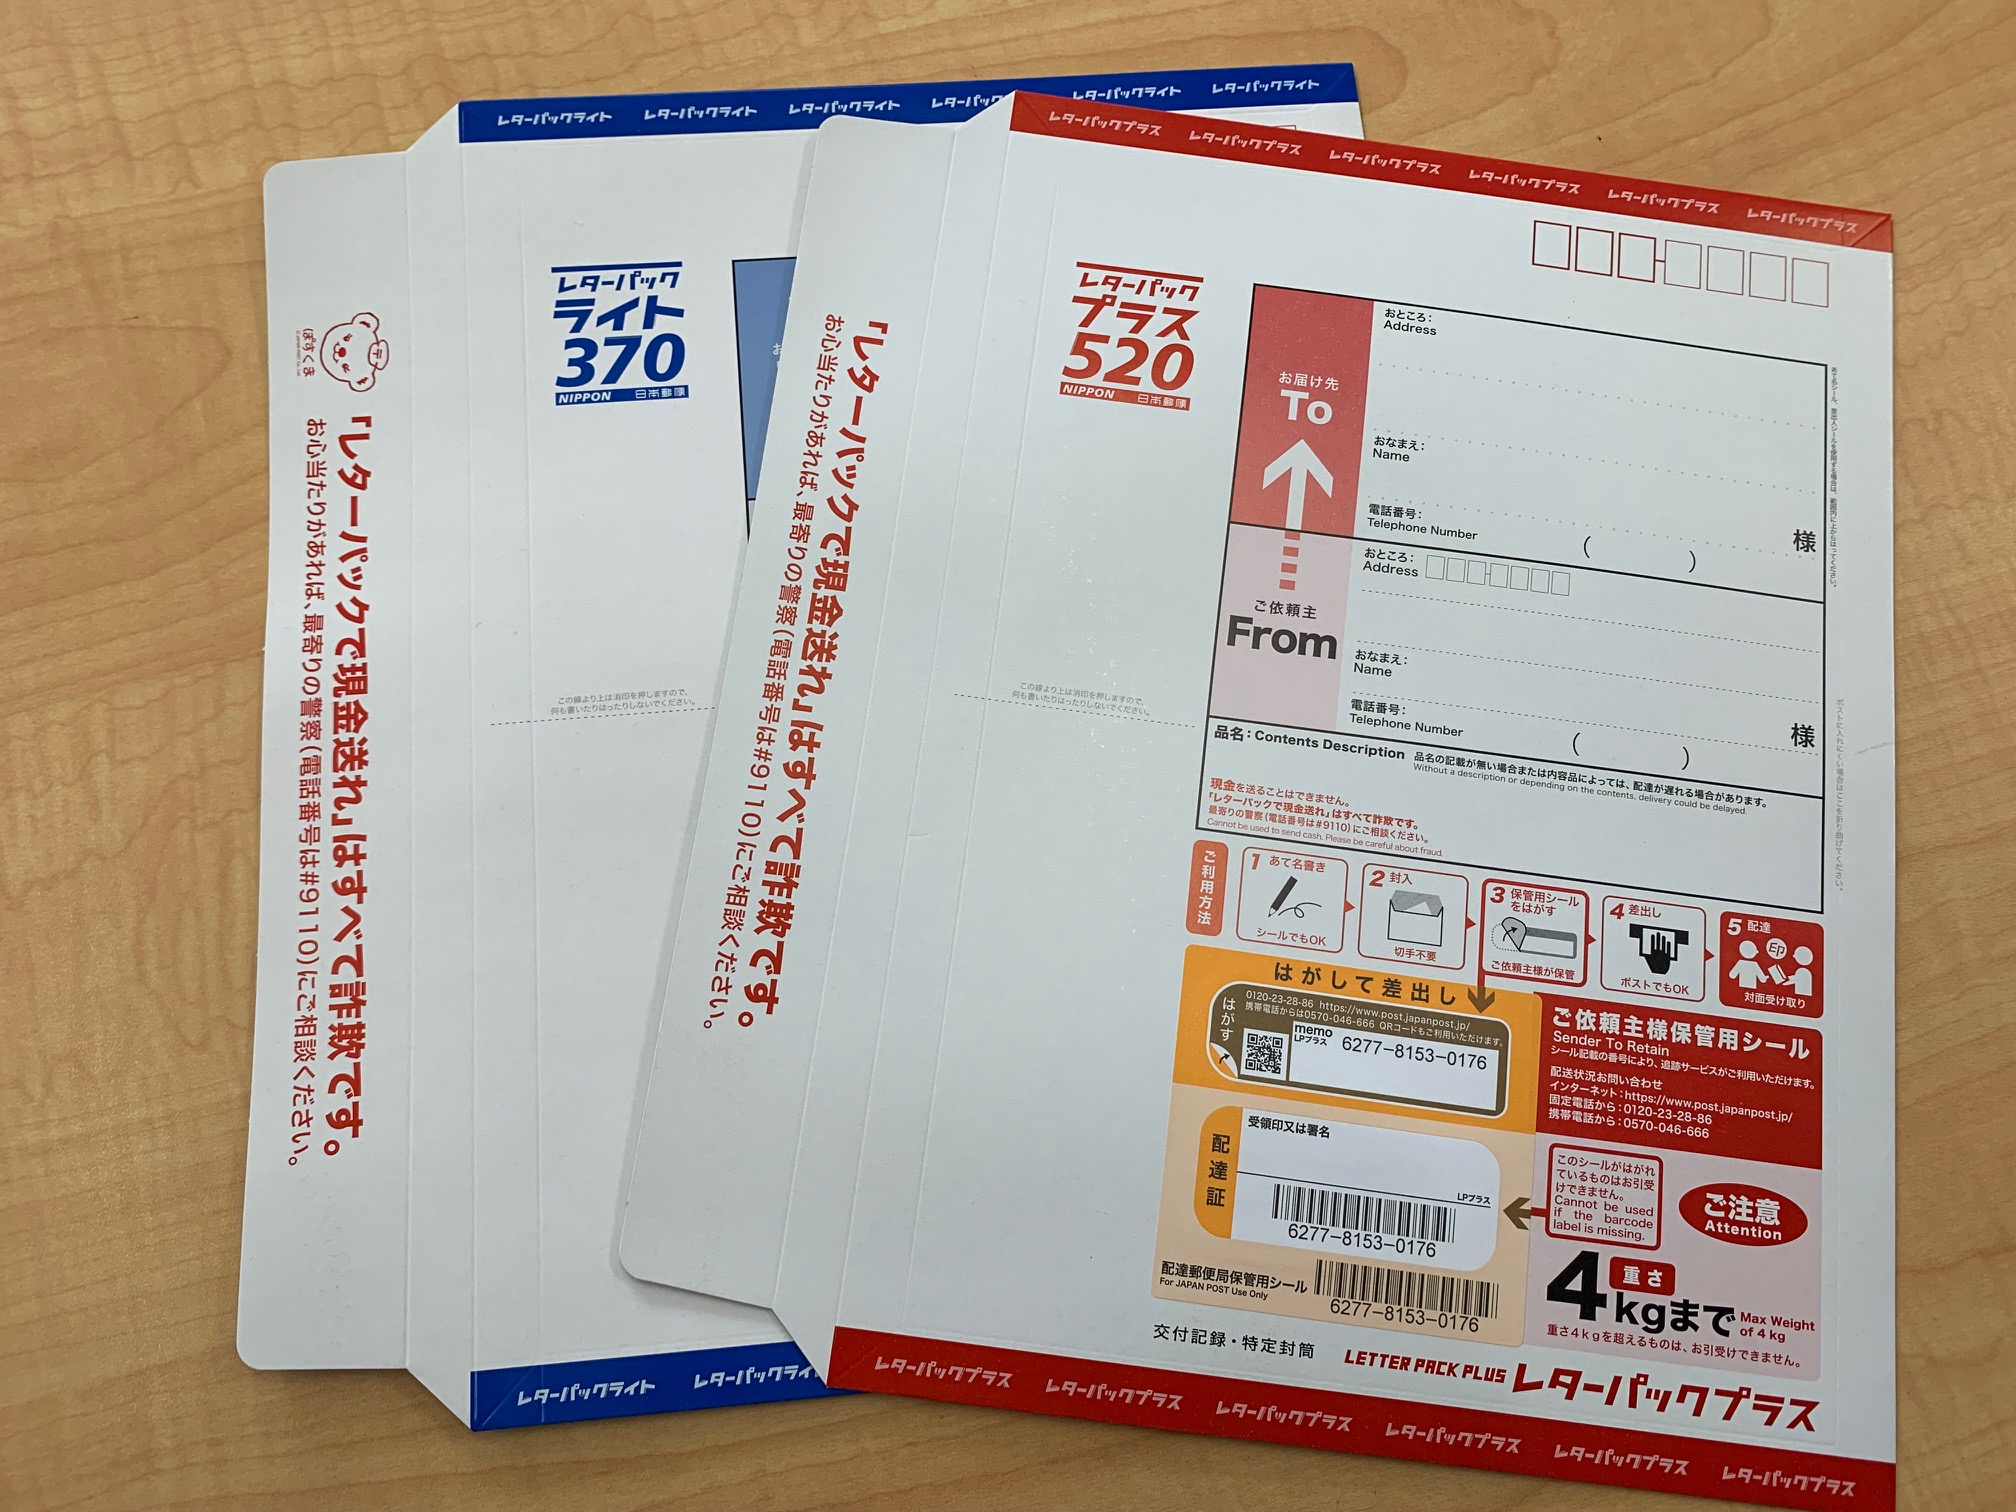 レターパックライト レターパックライト レターパックライト レターパックライト レターパックライト
レターパック
ライト
370
NIPPON 日本郵便
ぽすくま
「レターパックで現金送れ」はすべて詐欺です。
お心当たりがあれば、最寄りの警察(電話番号は#9110)にご相談ください。
この線より上は消印を押しますので、
何も書いたりはったりしないでください。
レターパックライト
レターパックプラス レターパックプラス レターパックプラス レターパックプラス レターパックプラス レターパックプラス
レターパック
プラス
520
NIPPON 日本郵便
「レターパックで現金送れ」はすべて詐欺です。
お心当たりがあれば、最寄りの警察(電話番号は#9110)にご相談ください。
この線より上は消印を押しますので、
何も書いたりはったりしないでください。
お届け先
To
おところ:
Address
おなまえ:
Name
電話番号:
Telephone Number
( )
様
ご依頼主
From
おところ:
Address
おなまえ:
Name
電話番号:
Telephone Number
( )
様
品名:Contents Description 品名の記載が無い場合または内容品によっては、配達が遅れる場合があります。
Without a description or depending on the contents, delivery could be delayed.
現金を送ることはできません。
「レターパックで現金送れ」はすべて詐欺です。
最寄りの警察(電話番号は#9110)にご相談ください。
Cannot be used to send cash. Please be careful about fraud.
ご利用方法
1 あて名書き
シールでもOK
2 封入
切手不要
3 保管用シール
をはがす
ご依頼主様が保管
4 差出し
ポストでもOK
5 配達
印
対面受け取り
はがして差出し
はがす
0120-23-28-86 https://www.post.japanpost.jp/
携帯電話からは0570-046-666 QRコードもご利用いただけます。
memo
LPプラス 6277-8153-0176
ご依頼主様保管用シール
Sender To Retain
シール記載の番号により、追跡サービスがご利用いただけます。
配送状況お問い合わせ
インターネット:https://www.post.japanpost.jp/
固定電話から:0120-23-28-86
携帯電話から:0570-046-666
配達証
受領印又は署名
LPプラス
6277-8153-0176
このシールがはがれ
ているものはお引受
けできません。
Cannot be used
if the barcode
label is missing.
ご注意
Attention
配達郵便局保管用シール
For JAPAN POST Use Only
6277-8153-0176
重さ
4kgまで
Max Weight
of 4 kg
重さ4kgを超えるものは、お引受けできません。
交付記録・特定封筒
LETTER PACK PLUS レターパックプラス
レターパックプラス レターパックプラス レターパックプラス レターパックプラス レターパックプラス レターパックプラス